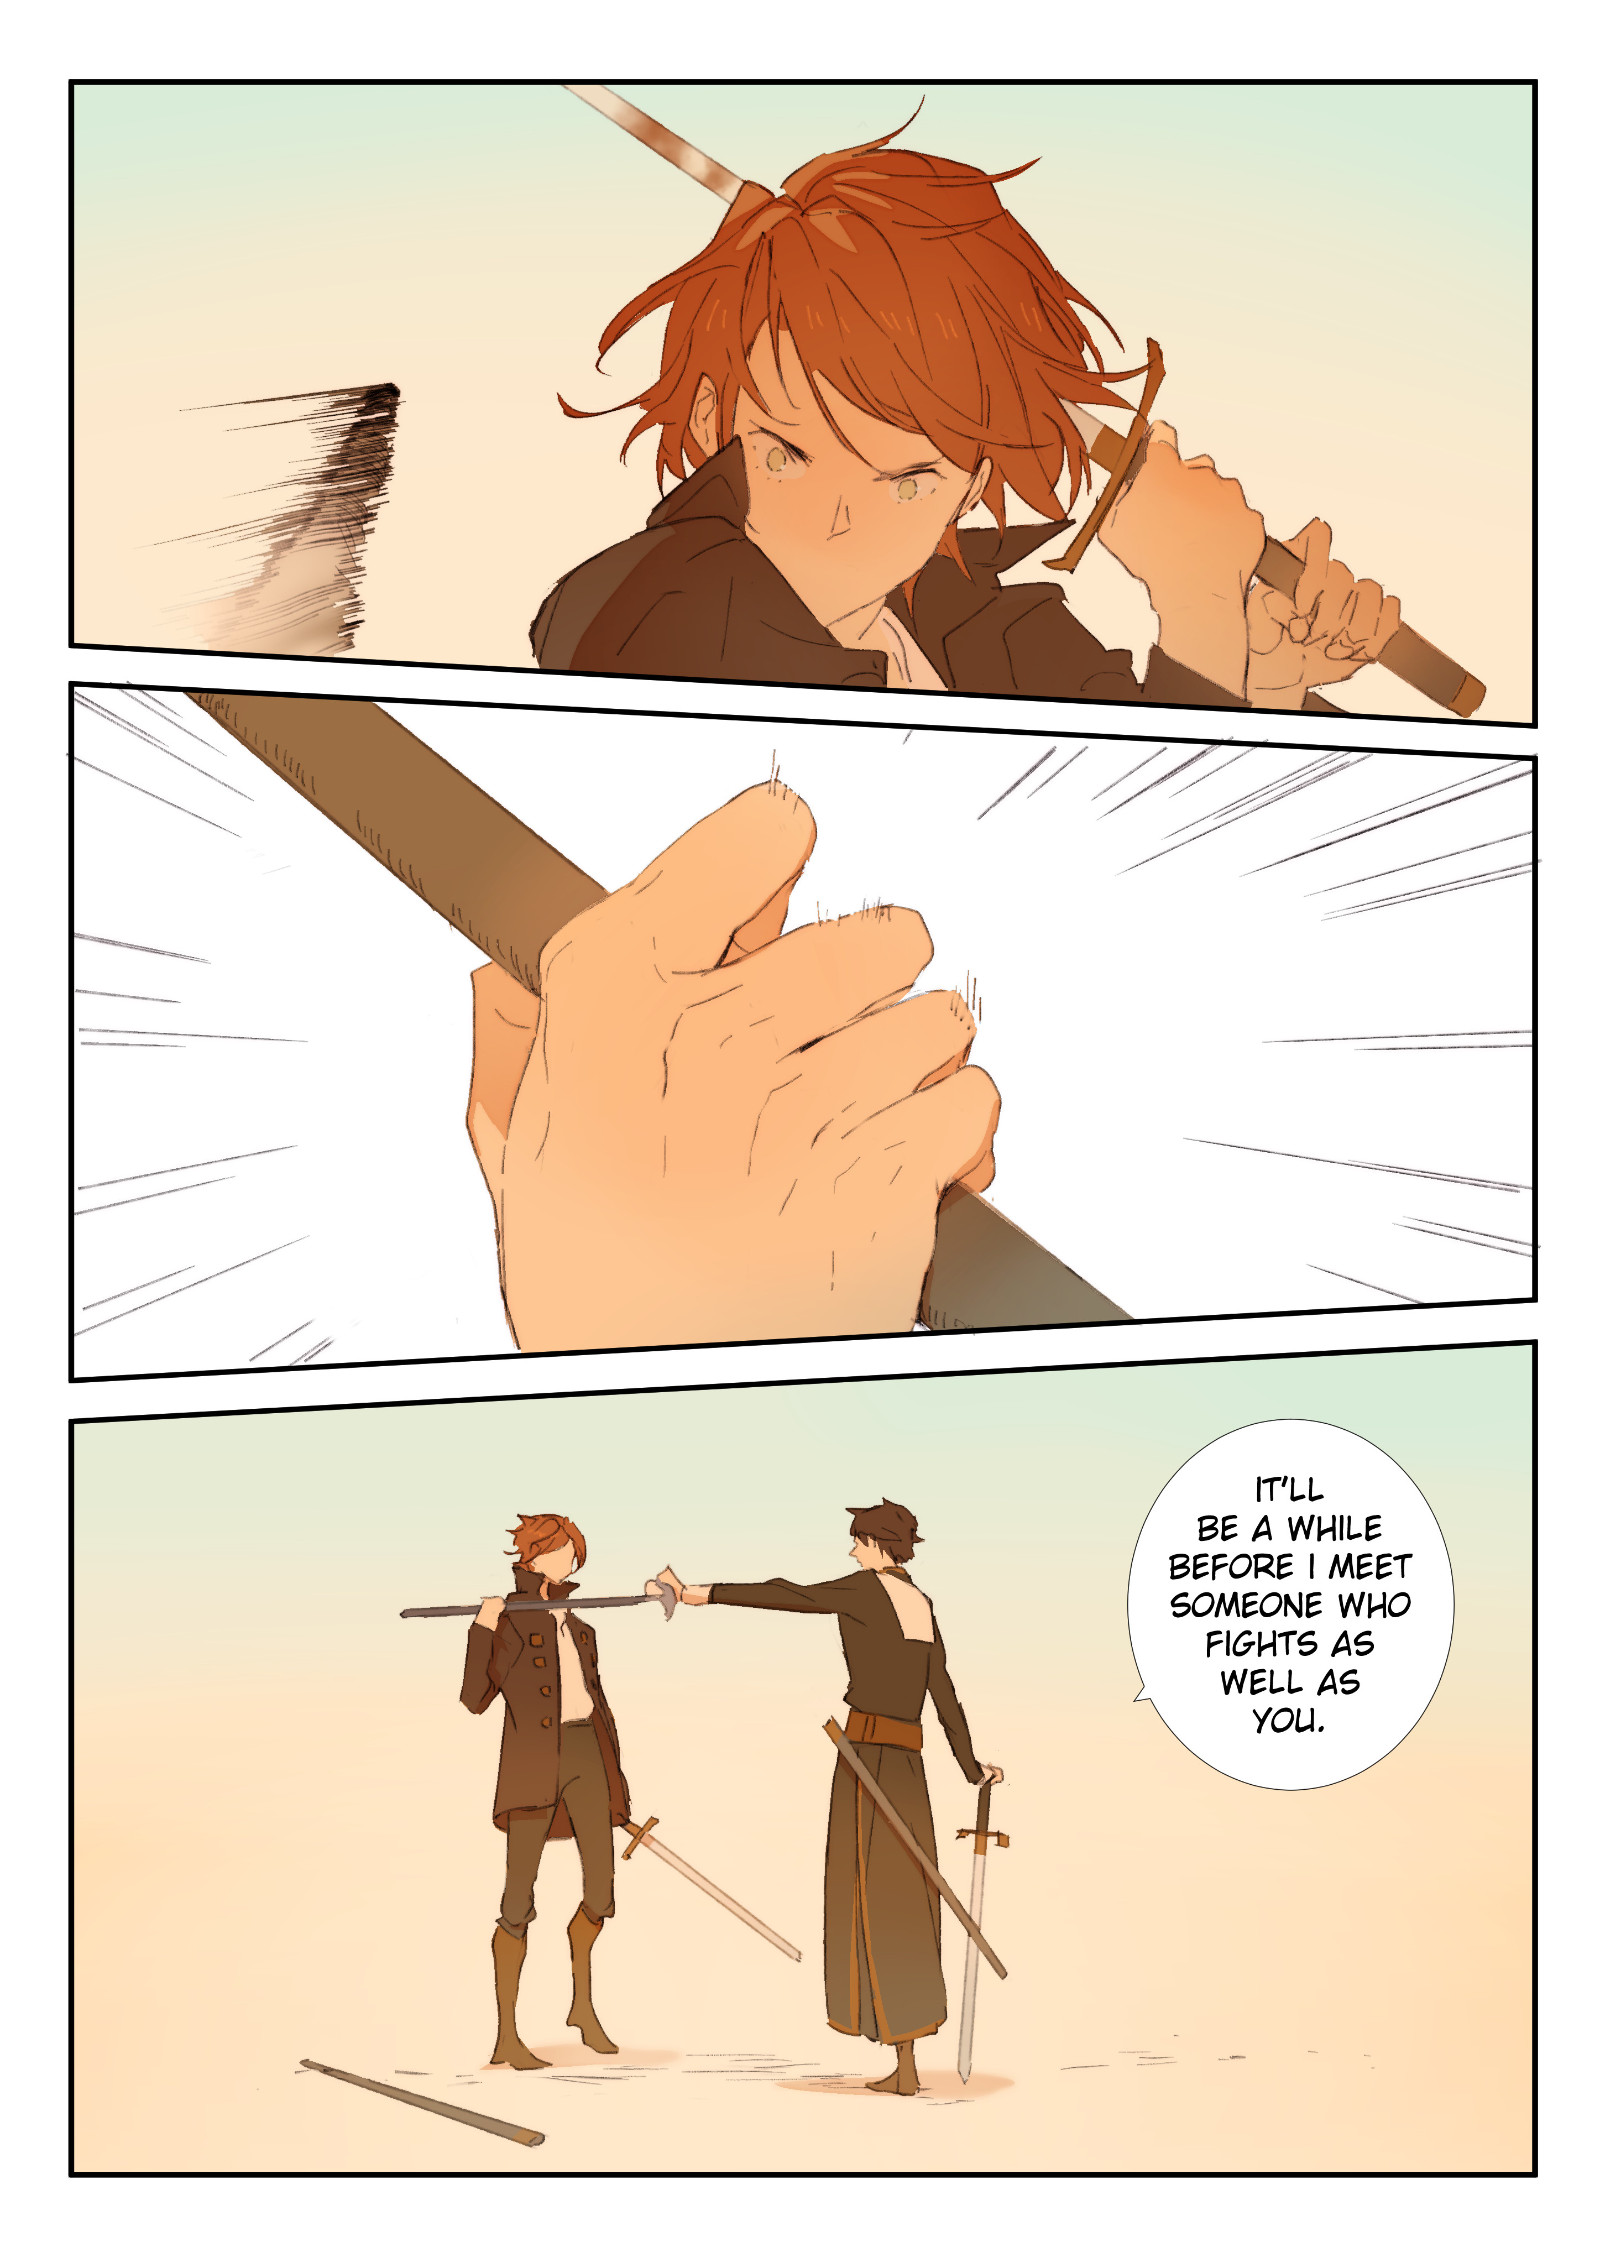 IT'LL
BE A WHILE
BEFORE I MEET
SOMEONE WHO
FIGHTS AS
WELL AS
YOU.